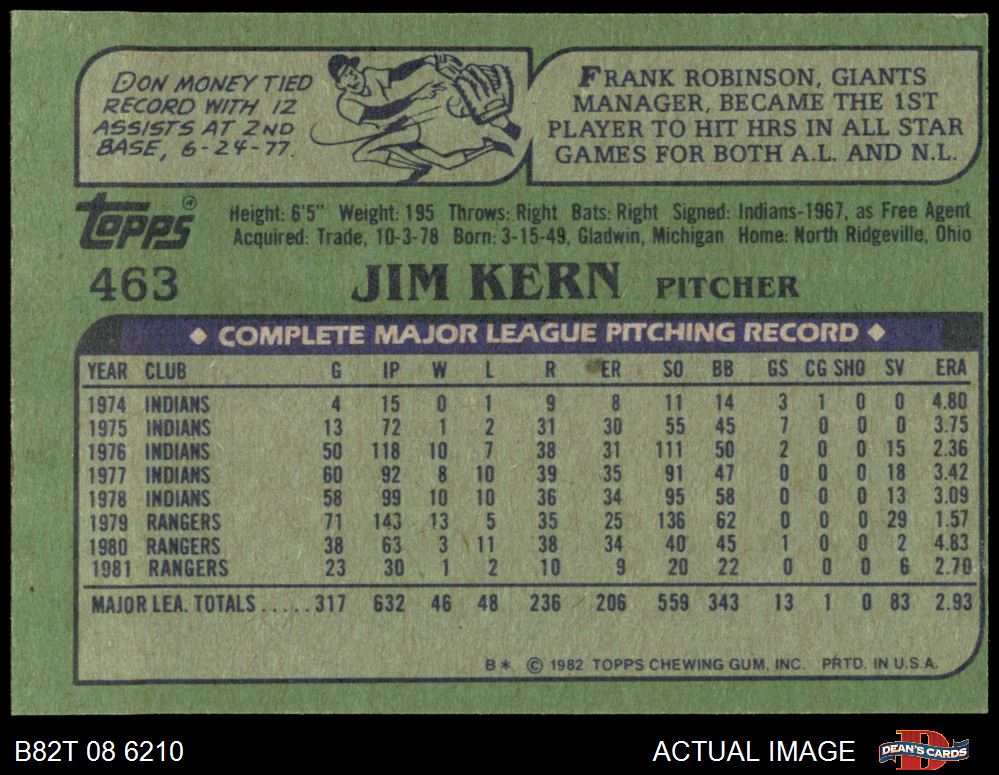 DON MONEY TIED
RECORD WITH 12
ASSISTS AT 2ND
BASE, 6-24-77.
FRANK ROBINSON, GIANTS
MANAGER, BECAME THE 1ST
PLAYER TO HIT HRS IN ALL STAR
GAMES FOR BOTH A.L. AND N.L.
TOPPS®
Height: 6'5" Weight: 195 Throws: Right Bats: Right Signed: Indians-1967, as Free Agent
Acquired: Trade, 10-3-78 Born: 3-15-49, Gladwin, Michigan Home: North Ridgeville, Ohio
463 JIM KERN PITCHER
◆ COMPLETE MAJOR LEAGUE PITCHING RECORD ◆
YEAR CLUB G IP W L R ER SO BB GS CG SHO SV ERA
1974 INDIANS 4 15 0 1 9 8 11 14 3 1 0 0 4.80
1975 INDIANS 13 72 1 2 31 30 55 45 7 0 0 0 3.75
1976 INDIANS 50 118 10 7 38 31 111 50 2 0 0 15 2.36
1977 INDIANS 60 92 8 10 39 35 91 47 0 0 0 18 3.42
1978 INDIANS 58 99 10 10 36 34 95 58 0 0 0 13 3.09
1979 RANGERS 71 143 13 5 35 25 136 62 0 0 0 29 1.57
1980 RANGERS 38 63 3 11 38 34 40 45 1 0 0 2 4.83
1981 RANGERS 23 30 1 2 10 9 20 22 0 0 0 6 2.70
MAJOR LEA. TOTALS.....317 632 46 48 236 206 559 343 13 1 0 83 2.93
B* © 1982 TOPPS CHEWING GUM, INC. PRTD. IN U.S.A.
B82T 08 6210
ACTUAL IMAGE
D
DEAN'S CARDS